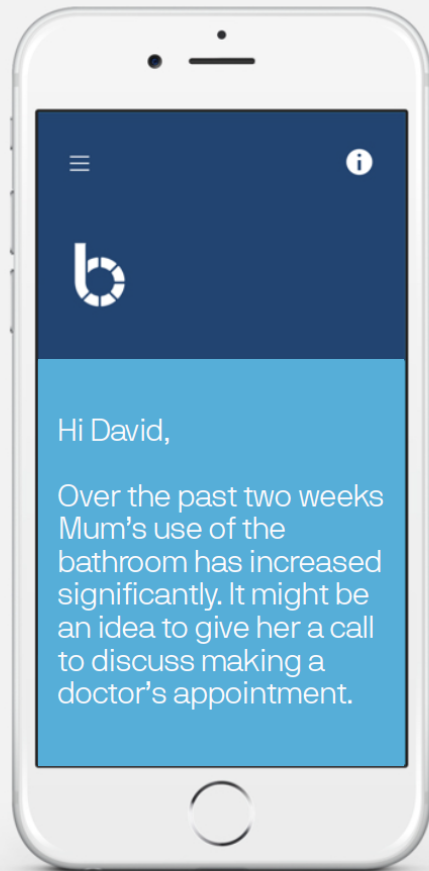 b
Hi David,
Over the past two weeks
Mum's use of the
bathroom has increased
significantly. It might be
an idea to give her a call
to discuss making a
doctor's appointment.